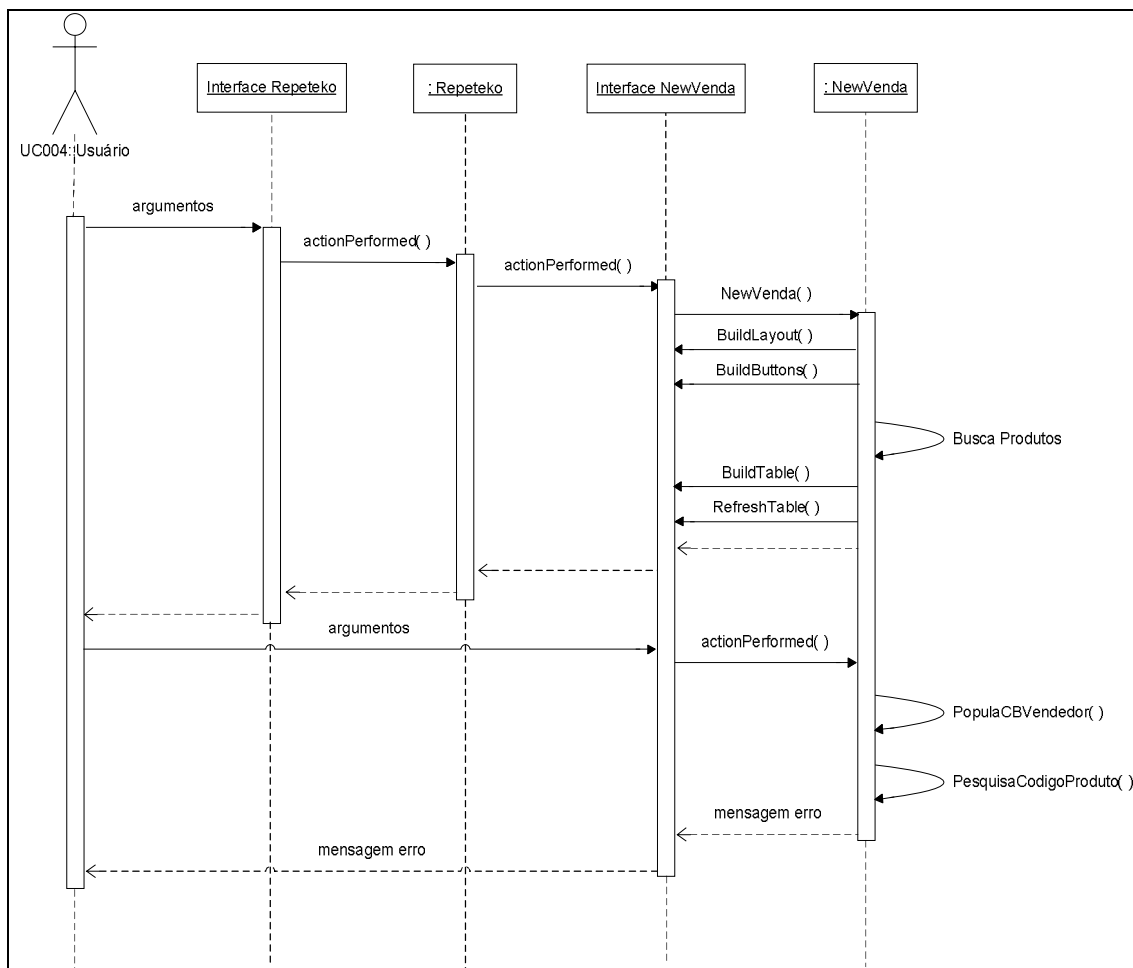 Interface Repeteko
: Repeteko
Interface NewVenda
: NewVenda
UC004: Usuário
argumentos
actionPerformed( )
actionPerformed( )
NewVenda( )
BuildLayout( )
BuildButtons( )
Busca Produtos
BuildTable( )
RefreshTable( )
argumentos
actionPerformed( )
PopulaCBVendedor( )
PesquisaCodigoProduto( )
mensagem erro
mensagem erro